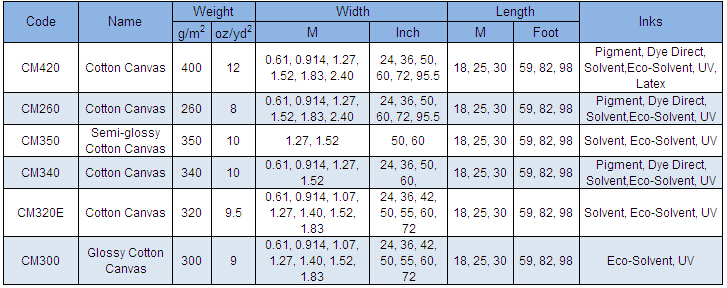 Code Name Weight Width Length Inks
g/m2 oz/yd2 M Inch M Foot
CM420 Cotton Canvas 400 12 0.61, 0.914, 1.27, 1.52, 1.83, 2.40 24, 36, 50, 60, 72, 95.5 18, 25, 30 59, 82, 98 Pigment, Dye Direct, Solvent,Eco-Solvent, UV, Latex
CM260 Cotton Canvas 260 8 0.61, 0.914, 1.27, 1.52, 1.83, 2.40 24, 36, 50, 60, 72, 95.5 18, 25, 30 59, 82, 98 Pigment, Dye Direct, Solvent,Eco-Solvent, UV
CM350 Semi-glossy Cotton Canvas 350 10 1.27, 1.52 50, 60 18, 25, 30 59, 82, 98 Solvent, Eco-Solvent, UV
CM340 Cotton Canvas 340 10 0.61, 0.914, 1.27, 1.52 24, 36, 50, 60, 18, 25, 30 59, 82, 98 Pigment, Dye Direct, Solvent,Eco-Solvent, UV
CM320E Cotton Canvas 320 9.5 0.61, 0.914, 1.07, 1.27, 1.40, 1.52, 1.83 24, 36, 42, 50, 55, 60, 72 18, 25, 30 59, 82, 98 Solvent, Eco-Solvent, UV
CM300 Glossy Cotton Canvas 300 9 0.61, 0.914, 1.07, 1.27, 1.40, 1.52, 1.83 24, 36, 42, 50, 55, 60, 72 18, 25, 30 59, 82, 98 Eco-Solvent, UV